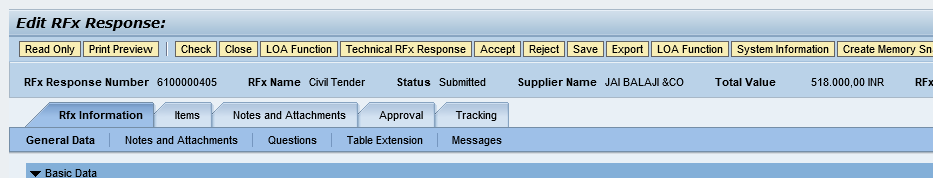 Edit RFx Response:
Read Only Print Preview Check Close LOA Function Technical RFx Response Accept Reject Save Export LOA Function System Information Create Memory Sna
RFx Response Number 6100000405 RFx Name Civil Tender Status Submitted Supplier Name JAI BALAJI &CO Total Value 518.000,00 INR RFx
Rfx Information Items Notes and Attachments Approval Tracking
General Data Notes and Attachments Questions Table Extension Messages
Basic Data